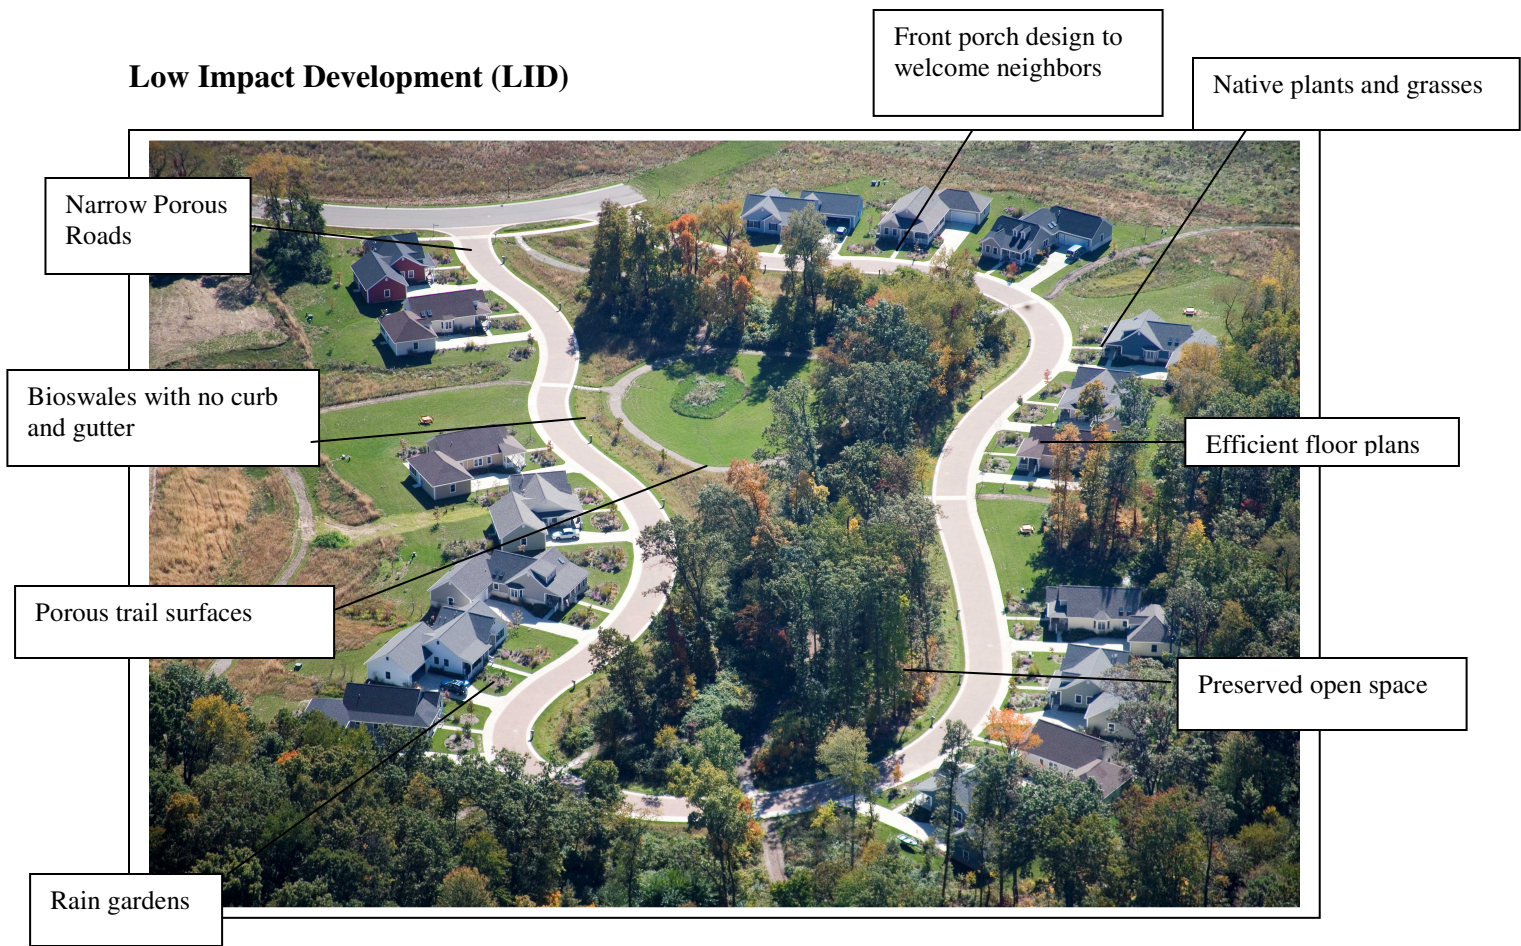 Front porch design to
welcome neighbors
Low Impact Development (LID)
Native plants and grasses
Narrow Porous
Roads
Bioswales with no curb
and gutter
Efficient floor plans
Porous trail surfaces
Preserved open space
Rain gardens